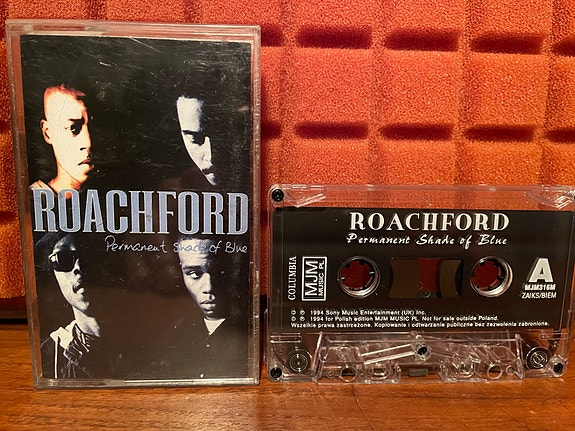 ROACHFORD
Permanent Shade of Blue
ROACHFORD
Permanent Shade of Blue
COLUMBIA
MJM
MUSIC PL
A
MJM316M
ZAIKS/BIEM
℗ © 1994 Sony Music Entertainment (UK) Inc.
℗ © 1994 for Polish edition MJM MUSIC PL. Not for sale outside Poland.
Wszelkie prawa zastrzeżone. Kopiowanie i odtwarzanie publiczne bez zezwolenia zabronione.